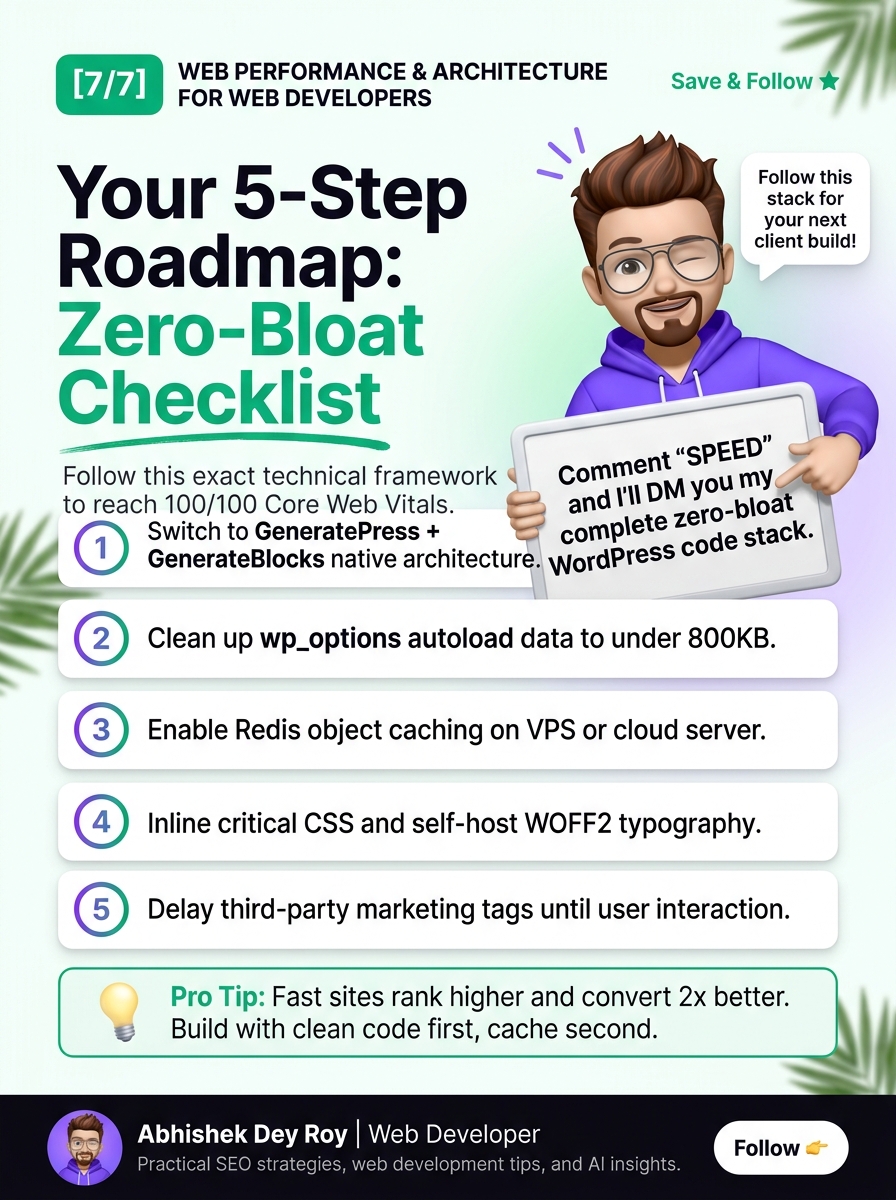 [7/7]
WEB PERFORMANCE & ARCHITECTURE
FOR WEB DEVELOPERS
Save & Follow ★
Your 5-Step
Roadmap:
Zero-Bloat
Checklist
Follow this
stack for
your next
client build!
Follow this exact technical framework
to reach 100/100 Core Web Vitals.
Comment “SPEED”
and I’ll DM you my
complete zero-bloat
WordPress code stack.
1
Switch to GeneratePress +
GenerateBlocks native architecture.
2
Clean up wp_options autoload data to under 800KB.
3
Enable Redis object caching on VPS or cloud server.
4
Inline critical CSS and self-host WOFF2 typography.
5
Delay third-party marketing tags until user interaction.
Pro Tip: Fast sites rank higher and convert 2x better.
Build with clean code first, cache second.
Abhishek Dey Roy | Web Developer
Practical SEO strategies, web development tips, and AI insights.
Follow 👉